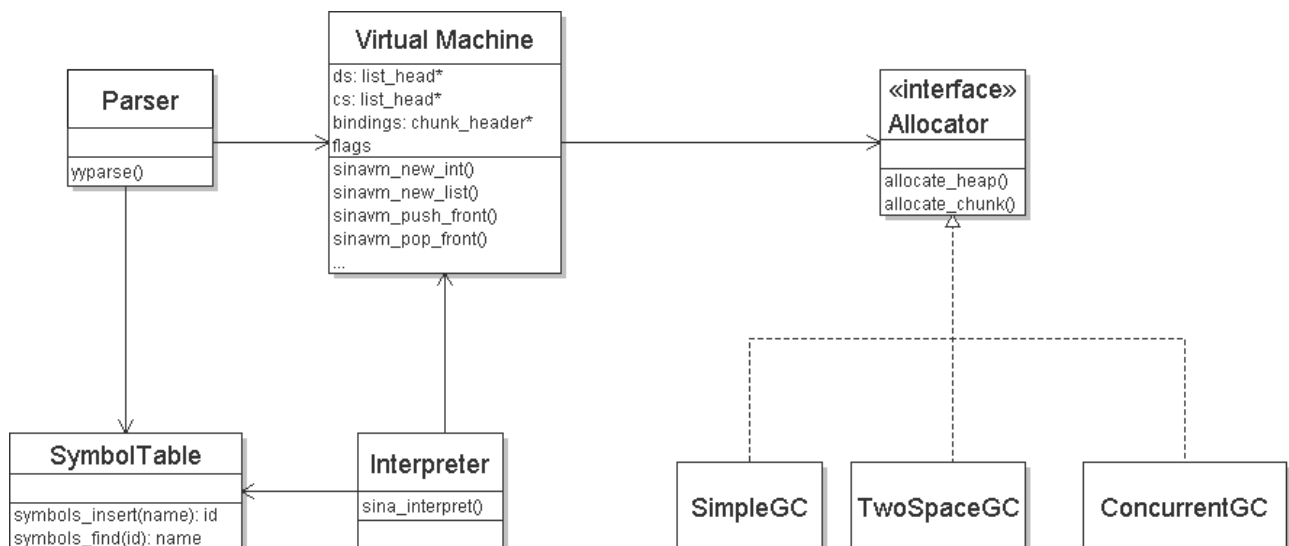 Parser
yyparse()
Virtual Machine
ds: list_head*
cs: list_head*
bindings: chunk_header*
flags
sinavm_new_int()
sinavm_new_list()
sinavm_push_front()
sinavm_pop_front()
...
«interface»
Allocator
allocate_heap()
allocate_chunk()
SymbolTable
symbols_insert(name): id
symbols_find(id): name
Interpreter
sina_interpret()
SimpleGC
TwoSpaceGC
ConcurrentGC